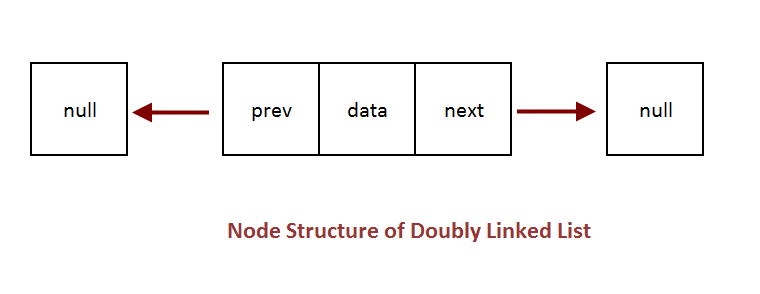 null prev data next null
Node Structure of Doubly Linked List